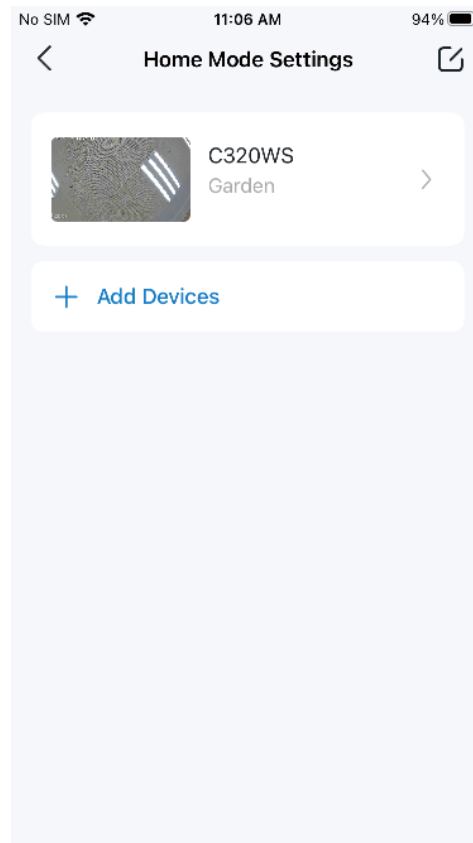 No SIM 11:06 AM 94%
Home Mode Settings
C320WS
Garden
+ Add Devices